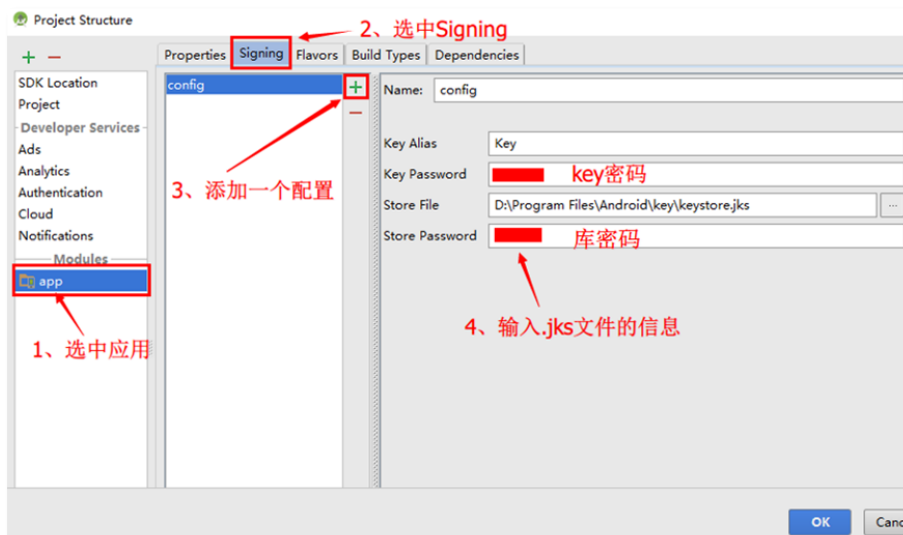 Project Structure
2、选中Signing
Properties Signing Flavors Build Types Dependencies
SDK Location
Project
Developer Services
Ads
Analytics
Authentication
Cloud
Notifications
Modules
app
1、选中应用
config
3、添加一个配置
Name: config
Key Alias Key
Key Password key密码
Store File D:\Program Files\Android\key\keystore.jks ...
Store Password 库密码
4、输入.jks文件的信息
OK Canc